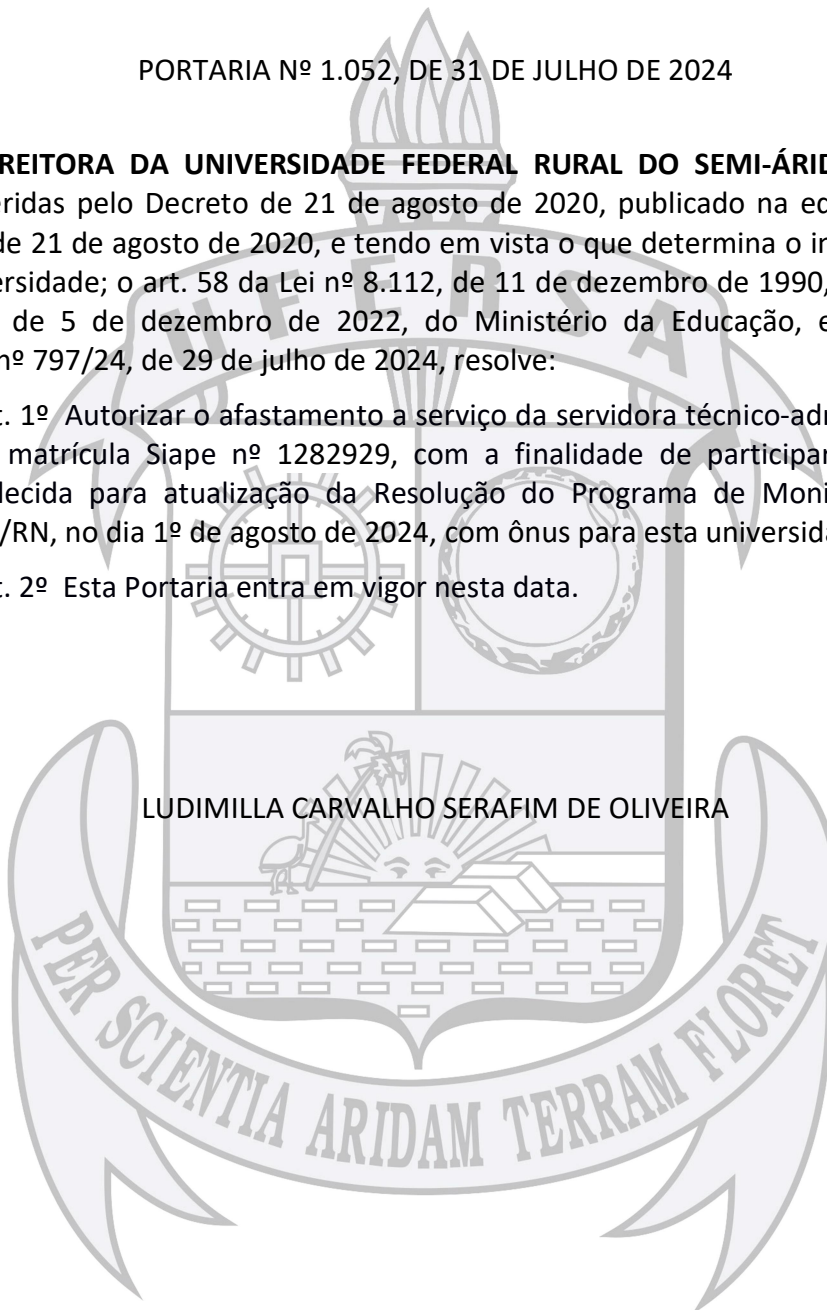 PORTARIA Nº 1.052, DE 31 DE JULHO DE 2024
REITORA DA UNIVERSIDADE FEDERAL RURAL DO SEMI-ÁRID
eridas pelo Decreto de 21 de agosto de 2020, publicado na ed
de 21 de agosto de 2020, e tendo em vista o que determina o in
ersidade; o art. 58 da Lei nº 8.112, de 11 de dezembro de 1990,
de 5 de dezembro de 2022, do Ministério da Educação, e
nº 797/24, de 29 de julho de 2024, resolve:
t. 1º Autorizar o afastamento a serviço da servidora técnico-adr
matrícula Siape nº 1282929, com a finalidade de participar
lecida para atualização da Resolução do Programa de Moni
/RN, no dia 1º de agosto de 2024, com ônus para esta universida
t. 2º Esta Portaria entra em vigor nesta data.
LUDIMILLA CARVALHO SERAFIM DE OLIVEIRA
UFERSA
PER SCIENTIA ARIDAM TERRAM FLORET